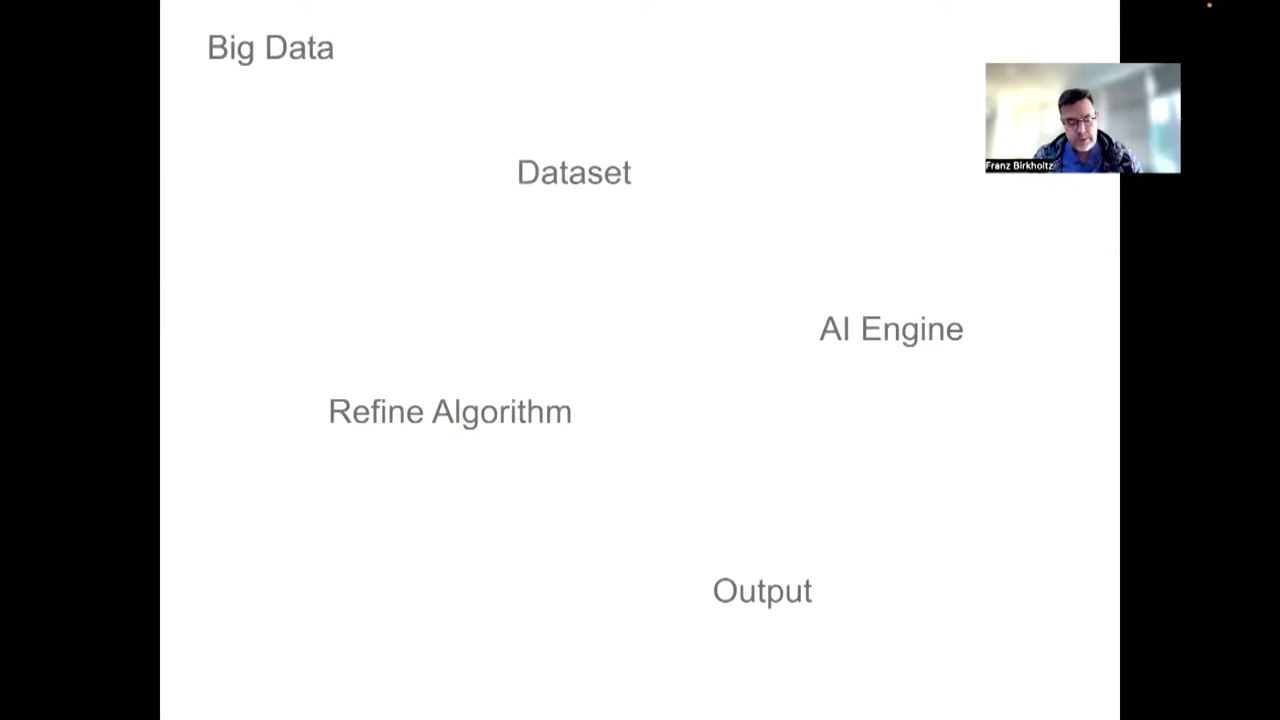 Big Data
Dataset
Franz Birkholtz
AI Engine
Refine Algorithm
Output